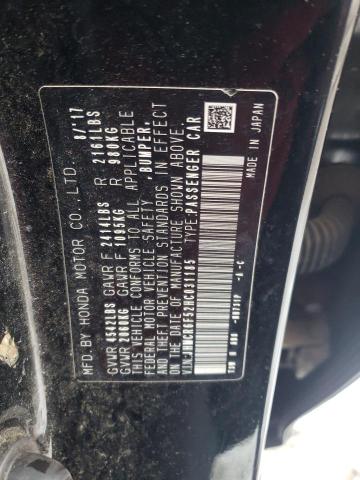 MFD.BY HONDA MOTOR CO.,LTD. 8/'17
GVWR 4542LBS GAWR F 2414LBS R 2161LBS
GVWR 2060KG GAWR F 1095KG R 980KG
THIS VEHICLE CONFORMS TO ALL APPLICABLE
FEDERAL MOTOR VEHICLE SAFETY ,BUMPER,
AND THEFT PREVENTION STANDARDS IN EFFECT
ON THE DATE OF MANUFACTURE SHOWN ABOVE.
TYPE:PASSENGER CAR
MADE IN JAPAN
-A-C